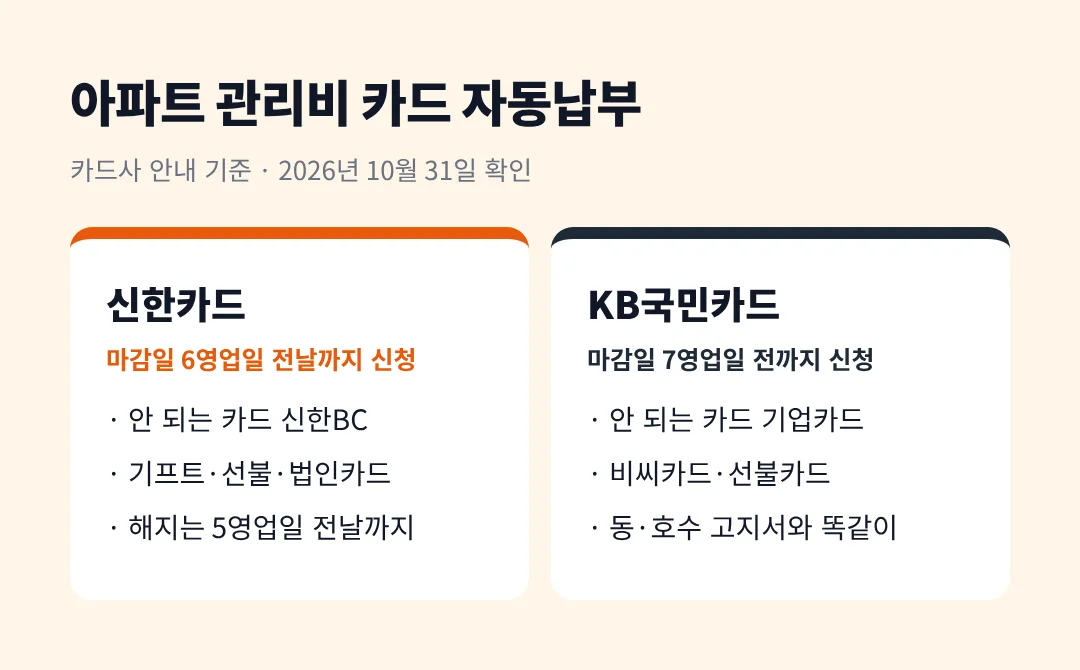 아파트 관리비 카드 자동납부
카드사 안내 기준 · 2026년 10월 31일 확인
신한카드
마감일 6영업일 전날까지 신청
· 안 되는 카드 신한BC
· 기프트·선불·법인카드
· 해지는 5영업일 전날까지
KB국민카드
마감일 7영업일 전까지 신청
· 안 되는 카드 기업카드
· 비씨카드·선불카드
· 동·호수 고지서와 똑같이